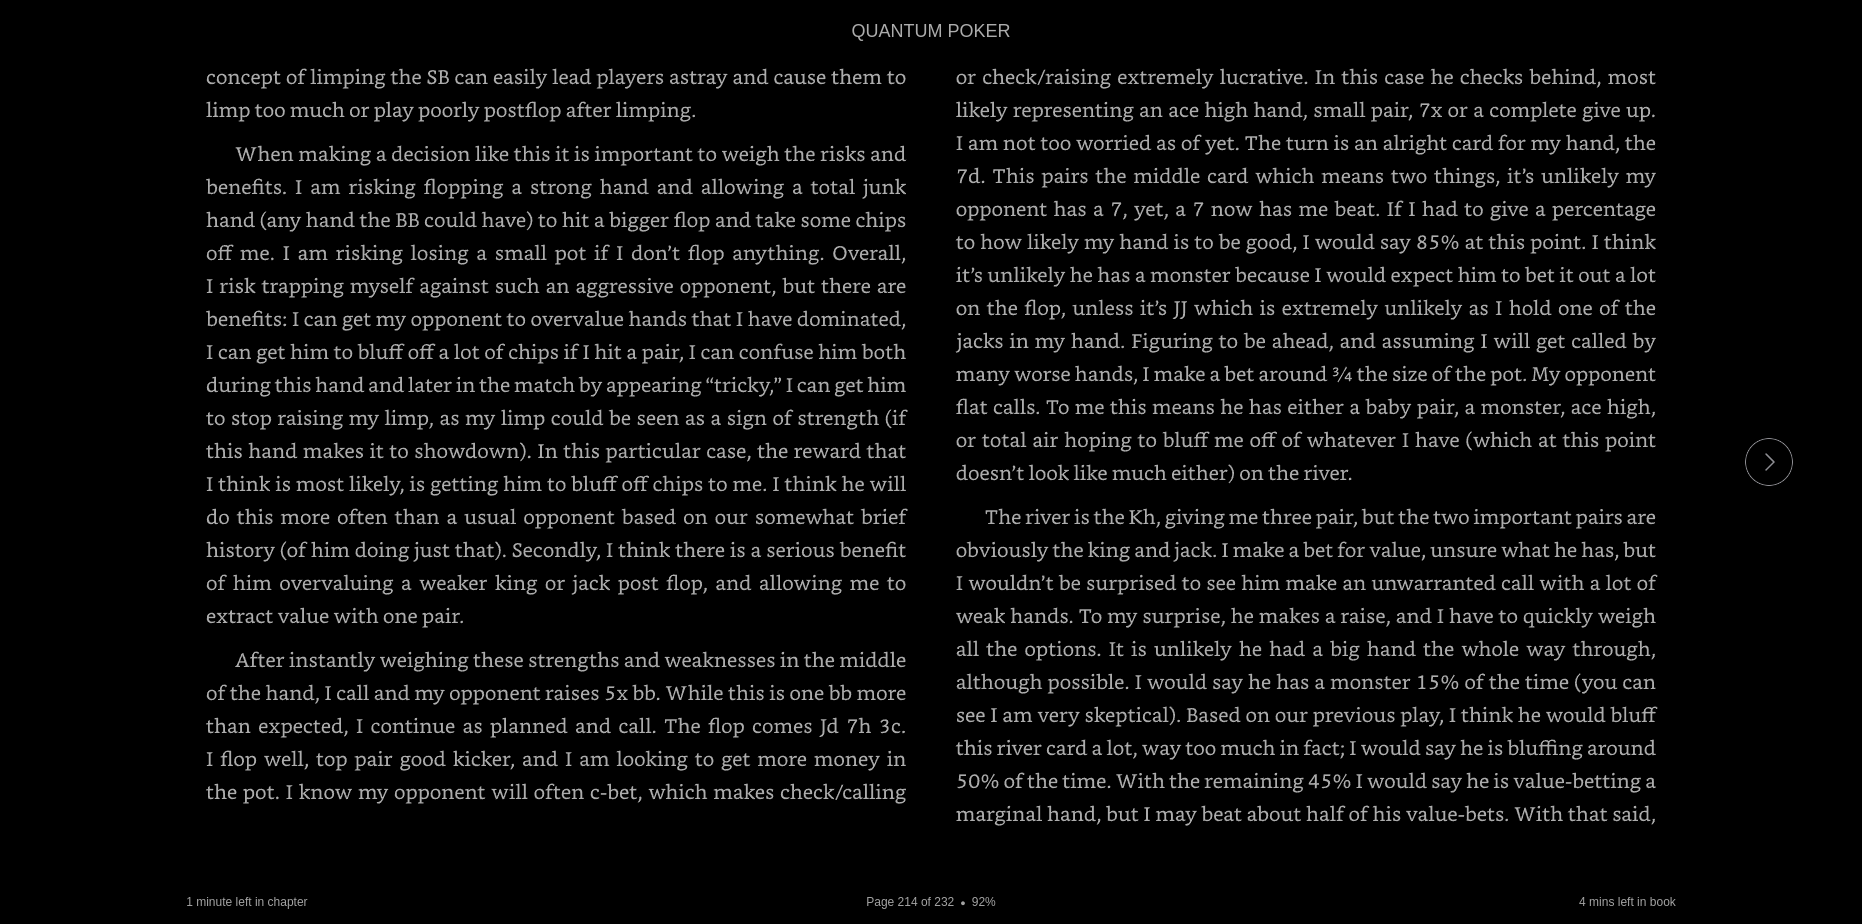 QUANTUM POKER
concept of limping the SB can easily lead players astray and cause them to
limp too much or play poorly postflop after limping.
When making a decision like this it is important to weigh the risks and
benefits. I am risking flopping a strong hand and allowing a total junk
hand (any hand the BB could have) to hit a bigger flop and take some chips
off me. I am risking losing a small pot if I don’t flop anything. Overall,
I risk trapping myself against such an aggressive opponent, but there are
benefits: I can get my opponent to overvalue hands that I have dominated,
I can get him to bluff off a lot of chips if I hit a pair, I can confuse him both
during this hand and later in the match by appearing “tricky,” I can get him
to stop raising my limp, as my limp could be seen as a sign of strength (if
this hand makes it to showdown). In this particular case, the reward that
I think is most likely, is getting him to bluff off chips to me. I think he will
do this more often than a usual opponent based on our somewhat brief
history (of him doing just that). Secondly, I think there is a serious benefit
of him overvaluing a weaker king or jack post flop, and allowing me to
extract value with one pair.
After instantly weighing these strengths and weaknesses in the middle
of the hand, I call and my opponent raises 5x bb. While this is one bb more
than expected, I continue as planned and call. The flop comes Jd 7h 3c.
I flop well, top pair good kicker, and I am looking to get more money in
the pot. I know my opponent will often c-bet, which makes check/calling
or check/raising extremely lucrative. In this case he checks behind, most
likely representing an ace high hand, small pair, 7x or a complete give up.
I am not too worried as of yet. The turn is an alright card for my hand, the
7d. This pairs the middle card which means two things, it’s unlikely my
opponent has a 7, yet, a 7 now has me beat. If I had to give a percentage
to how likely my hand is to be good, I would say 85% at this point. I think
it’s unlikely he has a monster because I would expect him to bet it out a lot
on the flop, unless it’s JJ which is extremely unlikely as I hold one of the
jacks in my hand. Figuring to be ahead, and assuming I will get called by
many worse hands, I make a bet around ¾ the size of the pot. My opponent
flat calls. To me this means he has either a baby pair, a monster, ace high,
or total air hoping to bluff me off of whatever I have (which at this point
doesn’t look like much either) on the river.
The river is the Kh, giving me three pair, but the two important pairs are
obviously the king and jack. I make a bet for value, unsure what he has, but
I wouldn’t be surprised to see him make an unwarranted call with a lot of
weak hands. To my surprise, he makes a raise, and I have to quickly weigh
all the options. It is unlikely he had a big hand the whole way through,
although possible. I would say he has a monster 15% of the time (you can
see I am very skeptical). Based on our previous play, I think he would bluff
this river card a lot, way too much in fact; I would say he is bluffing around
50% of the time. With the remaining 45% I would say he is value-betting a
marginal hand, but I may beat about half of his value-bets. With that said,
1 minute left in chapter
Page 214 of 232 • 92%
4 mins left in book